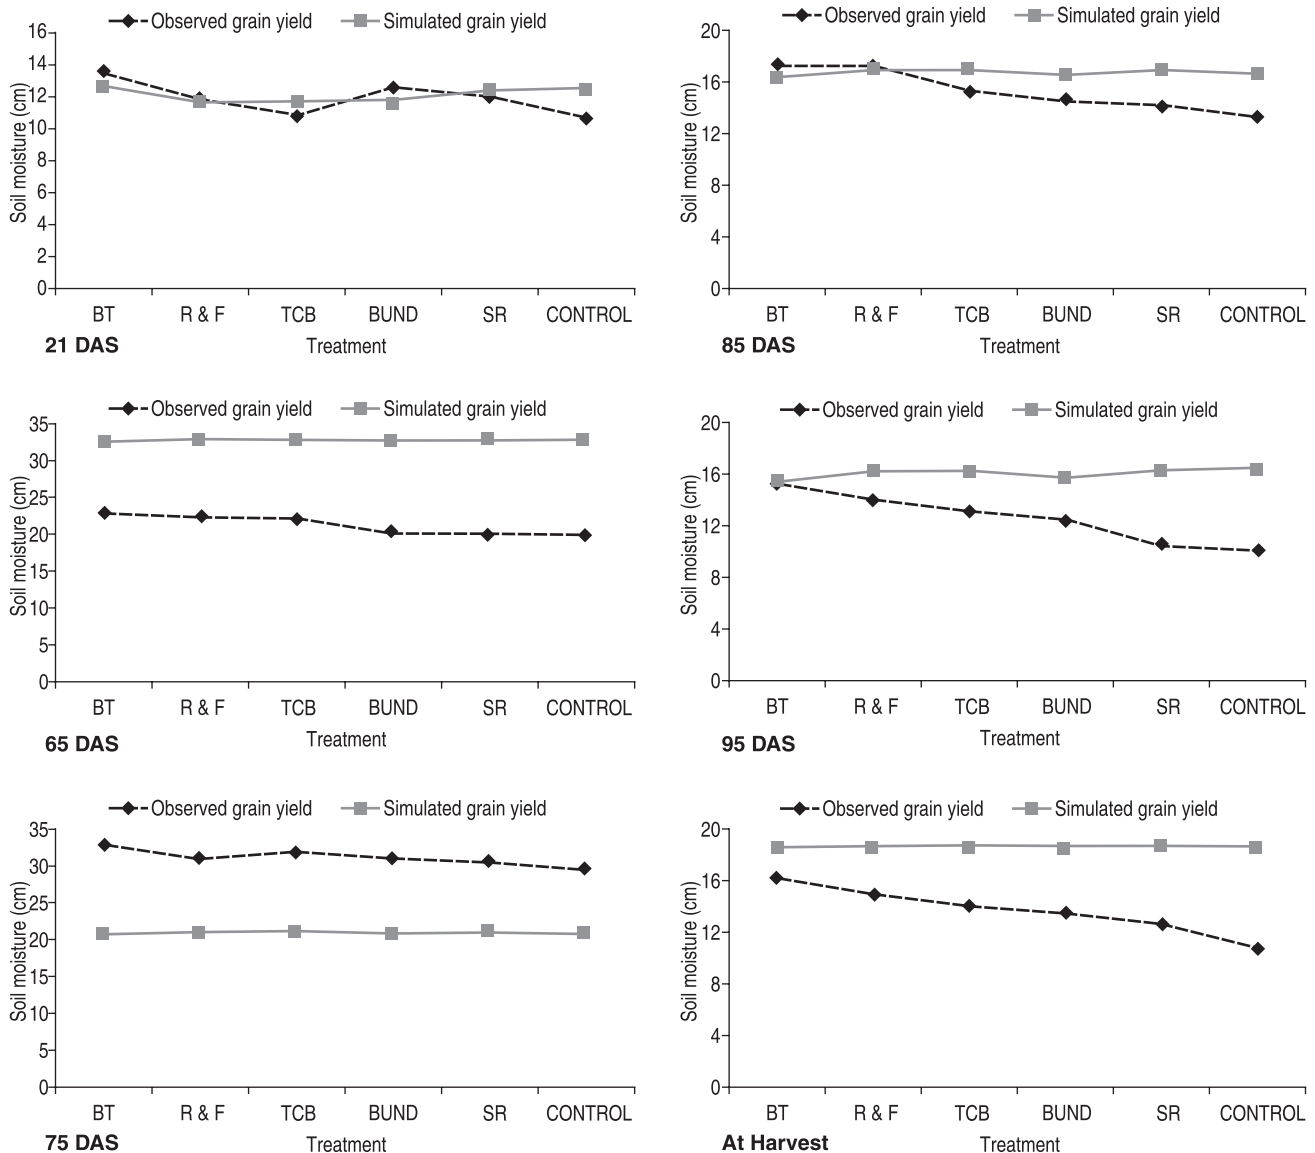 Observed grain yield Simulated grain yield
16
14
12
10
8
6
4
2
0
Soil moisture (cm)
BT R & F TCB BUND SR CONTROL
21 DAS Treatment
Observed grain yield Simulated grain yield
20
16
12
8
4
0
Soil moisture (cm)
BT R & F TCB BUND SR CONTROL
85 DAS Treatment
Observed grain yield Simulated grain yield
35
30
25
20
15
10
5
0
Soil moisture (cm)
BT R & F TCB BUND SR CONTROL
65 DAS Treatment
Observed grain yield Simulated grain yield
20
16
12
8
4
0
Soil moisture (cm)
BT R & F TCB BUND SR CONTROL
95 DAS Treatment
Observed grain yield Simulated grain yield
35
30
25
20
15
10
5
0
Soil moisture (cm)
BT R & F TCB BUND SR CONTROL
75 DAS Treatment
Observed grain yield Simulated grain yield
20
16
12
8
4
0
Soil moisture (cm)
BT R & F TCB BUND SR CONTROL
At Harvest Treatment